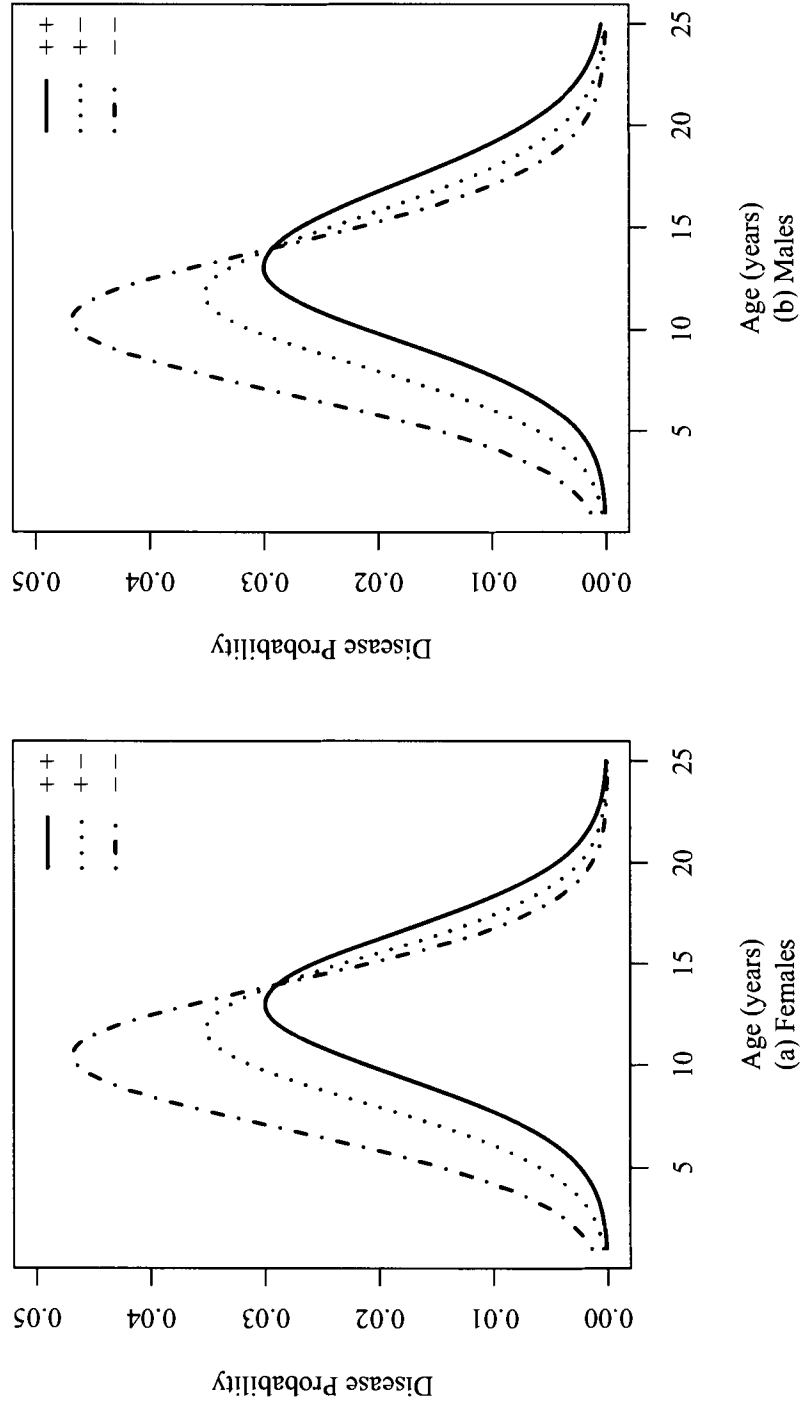 Disease Probability
0.00 0.01 0.02 0.03 0.04 0.05
5 10 15 20 25
Age (years)
(a) Females
+ +
+ −
− −
Disease Probability
0.00 0.01 0.02 0.03 0.04 0.05
5 10 15 20 25
Age (years)
(b) Males
+ +
+ −
− −